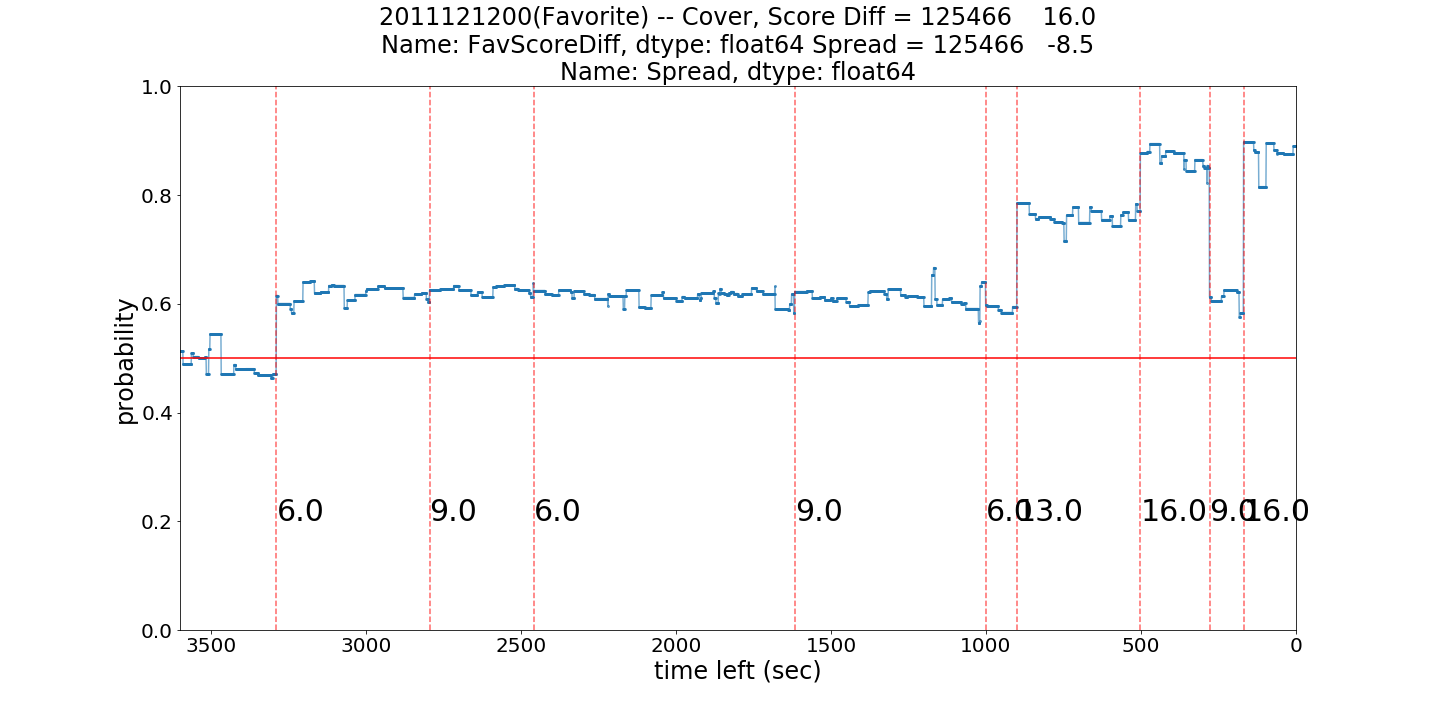 2011121200(Favorite) -- Cover, Score Diff = 125466    16.0
Name: FavScoreDiff, dtype: float64 Spread = 125466   -8.5
Name: Spread, dtype: float64
1.0
0.8
0.6
0.4
0.2
0.0
probability
6.0 9.0 6.0 9.0 6.0 13.0 16.0 9.0 16.0
3500 3000 2500 2000 1500 1000 500 0
time left (sec)